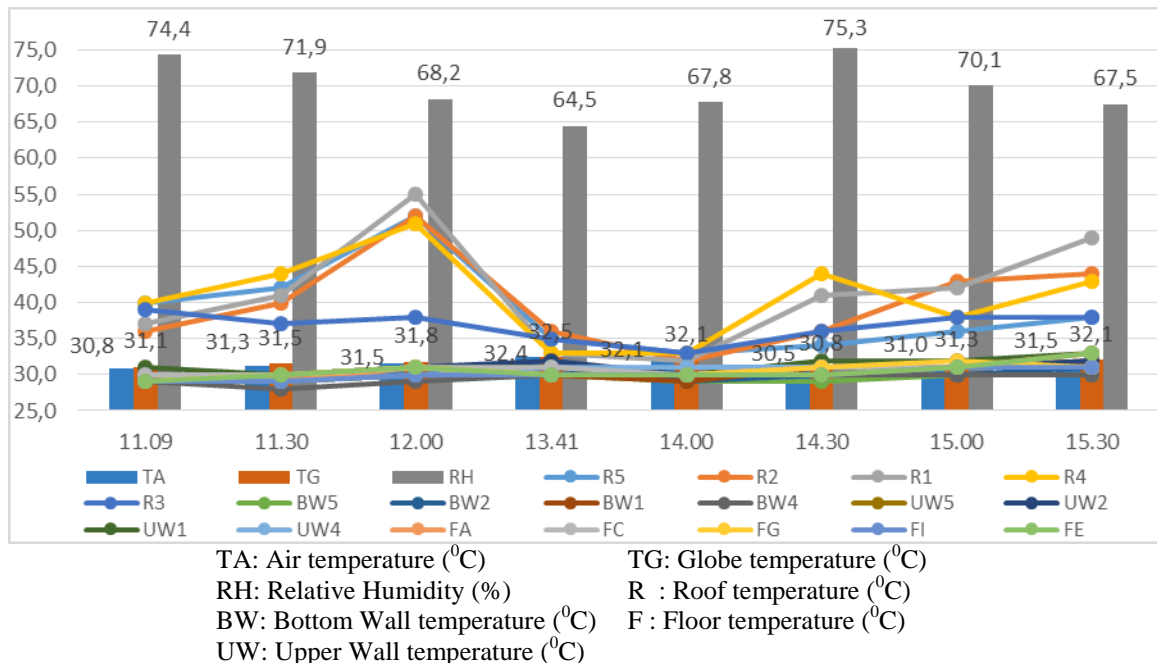 74,4
71,9
68,2
64,5
67,8
75,3
70,1
67,5
75,0
70,0
65,0
60,0
55,0
50,0
45,0
40,0
35,0
30,0
25,0
30,8 31,1 31,3 31,5 31,5 31,8 32,4 32,5 32,1 32,1 30,5 30,8 31,0 31,3 31,5 32,1
11.09 11.30 12.00 13.41 14.00 14.30 15.00 15.30
TA TG RH R5 R2 R1 R4
R3 BW5 BW2 BW1 BW4 UW5 UW2
UW1 UW4 FA FC FG FI FE
TA: Air temperature (⁰C) TG: Globe temperature (⁰C)
RH: Relative Humidity (%) R : Roof temperature (⁰C)
BW: Bottom Wall temperature (⁰C) F : Floor temperature (⁰C)
UW: Upper Wall temperature (⁰C)